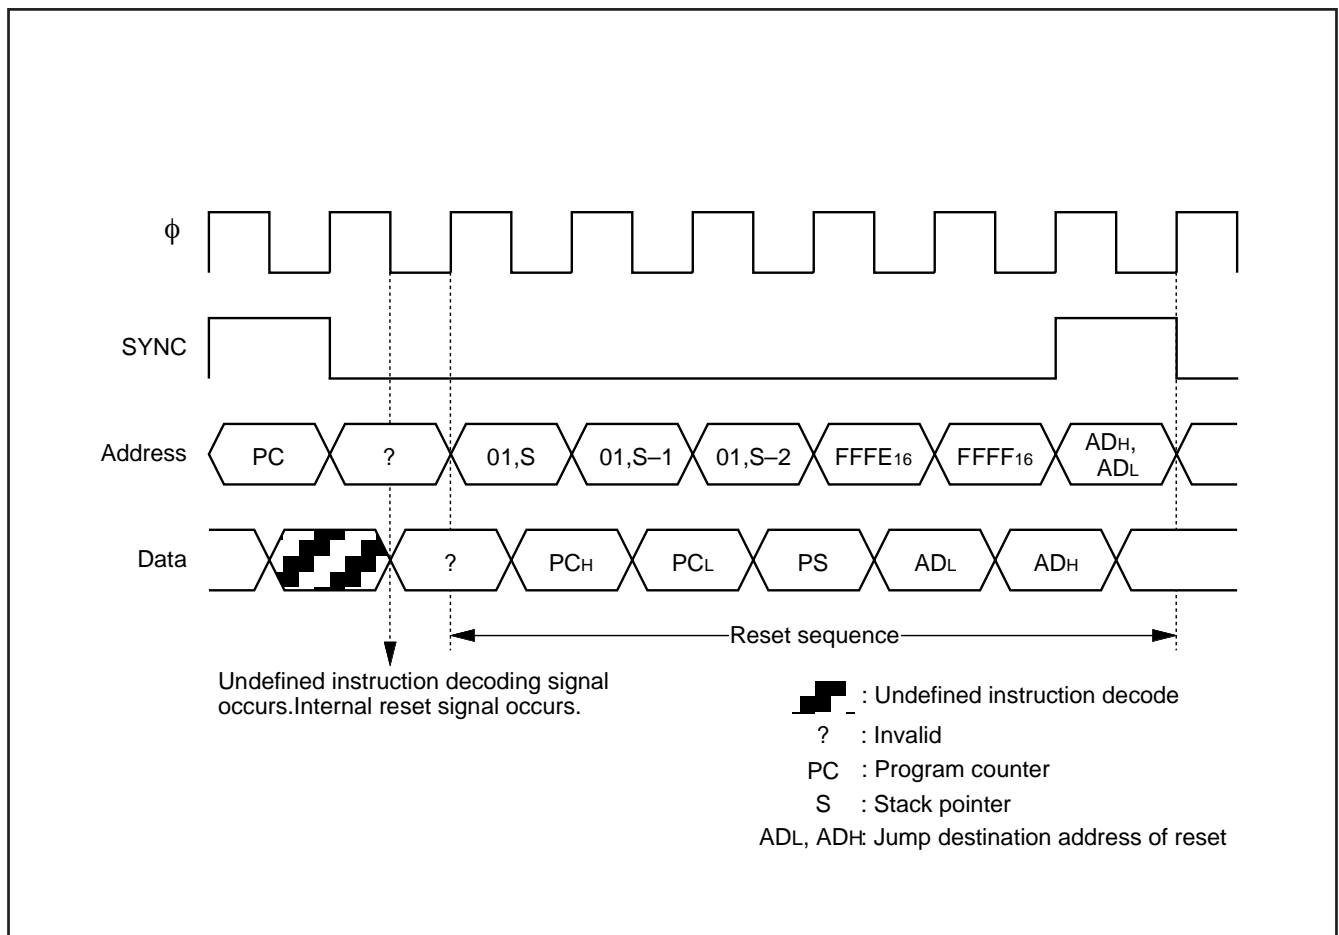 ϕ
SYNC
Address PC ? 01,S 01,S–1 01,S–2 FFFE16 FFFF16 ADH, ADL
Data ? PCH PCL PS ADL ADH
Reset sequence
Undefined instruction decoding signal
occurs.Internal reset signal occurs.
: Undefined instruction decode
? : Invalid
PC : Program counter
S : Stack pointer
ADL, ADH: Jump destination address of reset